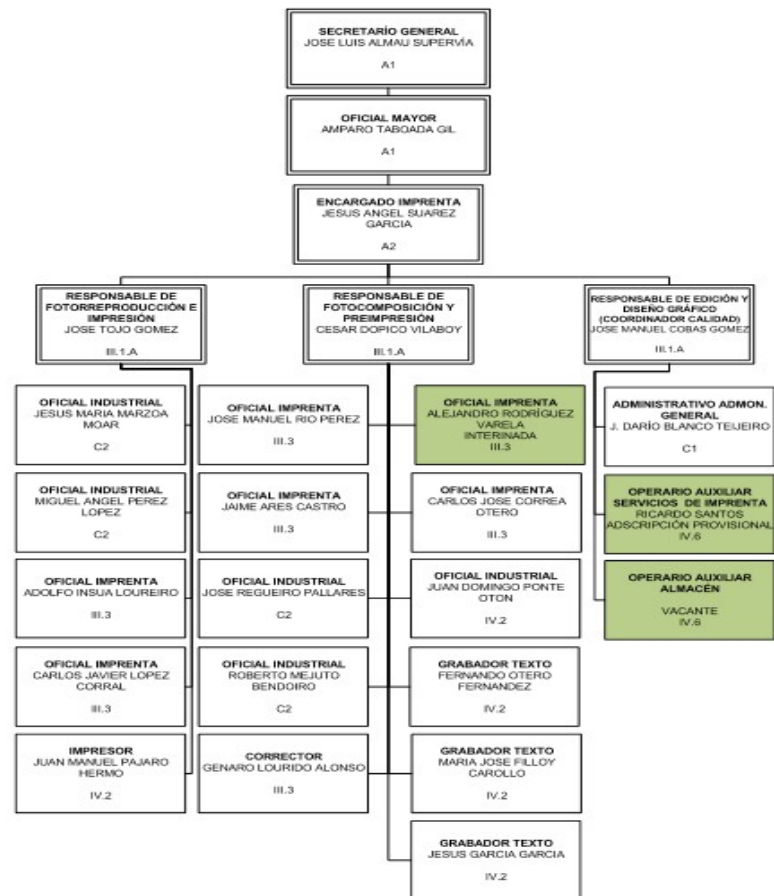 SECRETARÍO GENERAL
JOSE LUIS ALMAU SUPERVÍA
A1
OFICIAL MAYOR
AMPARO TABOADA GIL
A1
ENCARGADO IMPRENTA
JESUS ANGEL SUAREZ
GARCIA
A2
RESPONSABLE DE
FOTORREPRODUCCIÓN E
IMPRESIÓN
JOSE TOJO GOMEZ
III.1.A
RESPONSABLE DE
FOTOCOMPOSICIÓN Y
PREIMPRESIÓN
CESAR DOPICO VILABOY
III.1.A
RESPONSABLE DE EDICIÓN Y
DISEÑO GRÁFICO
(COORDINADOR CALIDAD)
JOSE MANUEL COBAS GOMEZ
III.1.A
OFICIAL INDUSTRIAL
JESUS MARIA MARZOA
MOAR
C2
OFICIAL INDUSTRIAL
MIGUEL ANGEL PEREZ
LOPEZ
C2
OFICIAL IMPRENTA
ADOLFO INSUA LOUREIRO
III.3
OFICIAL IMPRENTA
CARLOS JAVIER LOPEZ
CORRAL
III.3
IMPRESOR
JUAN MANUEL PAJARO
HERMO
IV.2
OFICIAL IMPRENTA
JOSE MANUEL RIO PEREZ
III.3
OFICIAL IMPRENTA
JAIME ARES CASTRO
III.3
OFICIAL INDUSTRIAL
JOSE REGUEIRO PALLARES
C2
OFICIAL INDUSTRIAL
ROBERTO MEJUTO
BENDOIRO
C2
CORRECTOR
GENARO LOURIDO ALONSO
III.3
OFICIAL IMPRENTA
ALEJANDRO RODRÍGUEZ
VARELA
INTERINADA
III.3
OFICIAL IMPRENTA
CARLOS JOSE CORREA
OTERO
III.3
OFICIAL INDUSTRIAL
JUAN DOMINGO PONTE
OTON
IV.2
GRABADOR TEXTO
FERNANDO OTERO
FERNANDEZ
IV.2
GRABADOR TEXTO
MARIA JOSE FILLOY
CAROLLO
IV.2
GRABADOR TEXTO
JESUS GARCIA GARCIA
IV.2
ADMINISTRATIVO ADMON.
GENERAL
J. DARÍO BLANCO TEIJEIRO
C1
OPERARIO AUXILIAR
SERVICIOS DE IMPRENTA
RICARDO SANTOS
ADSCRIPCIÓN PROVISIONAL
IV.6
OPERARIO AUXILIAR
ALMACÉN
VACANTE
IV.6